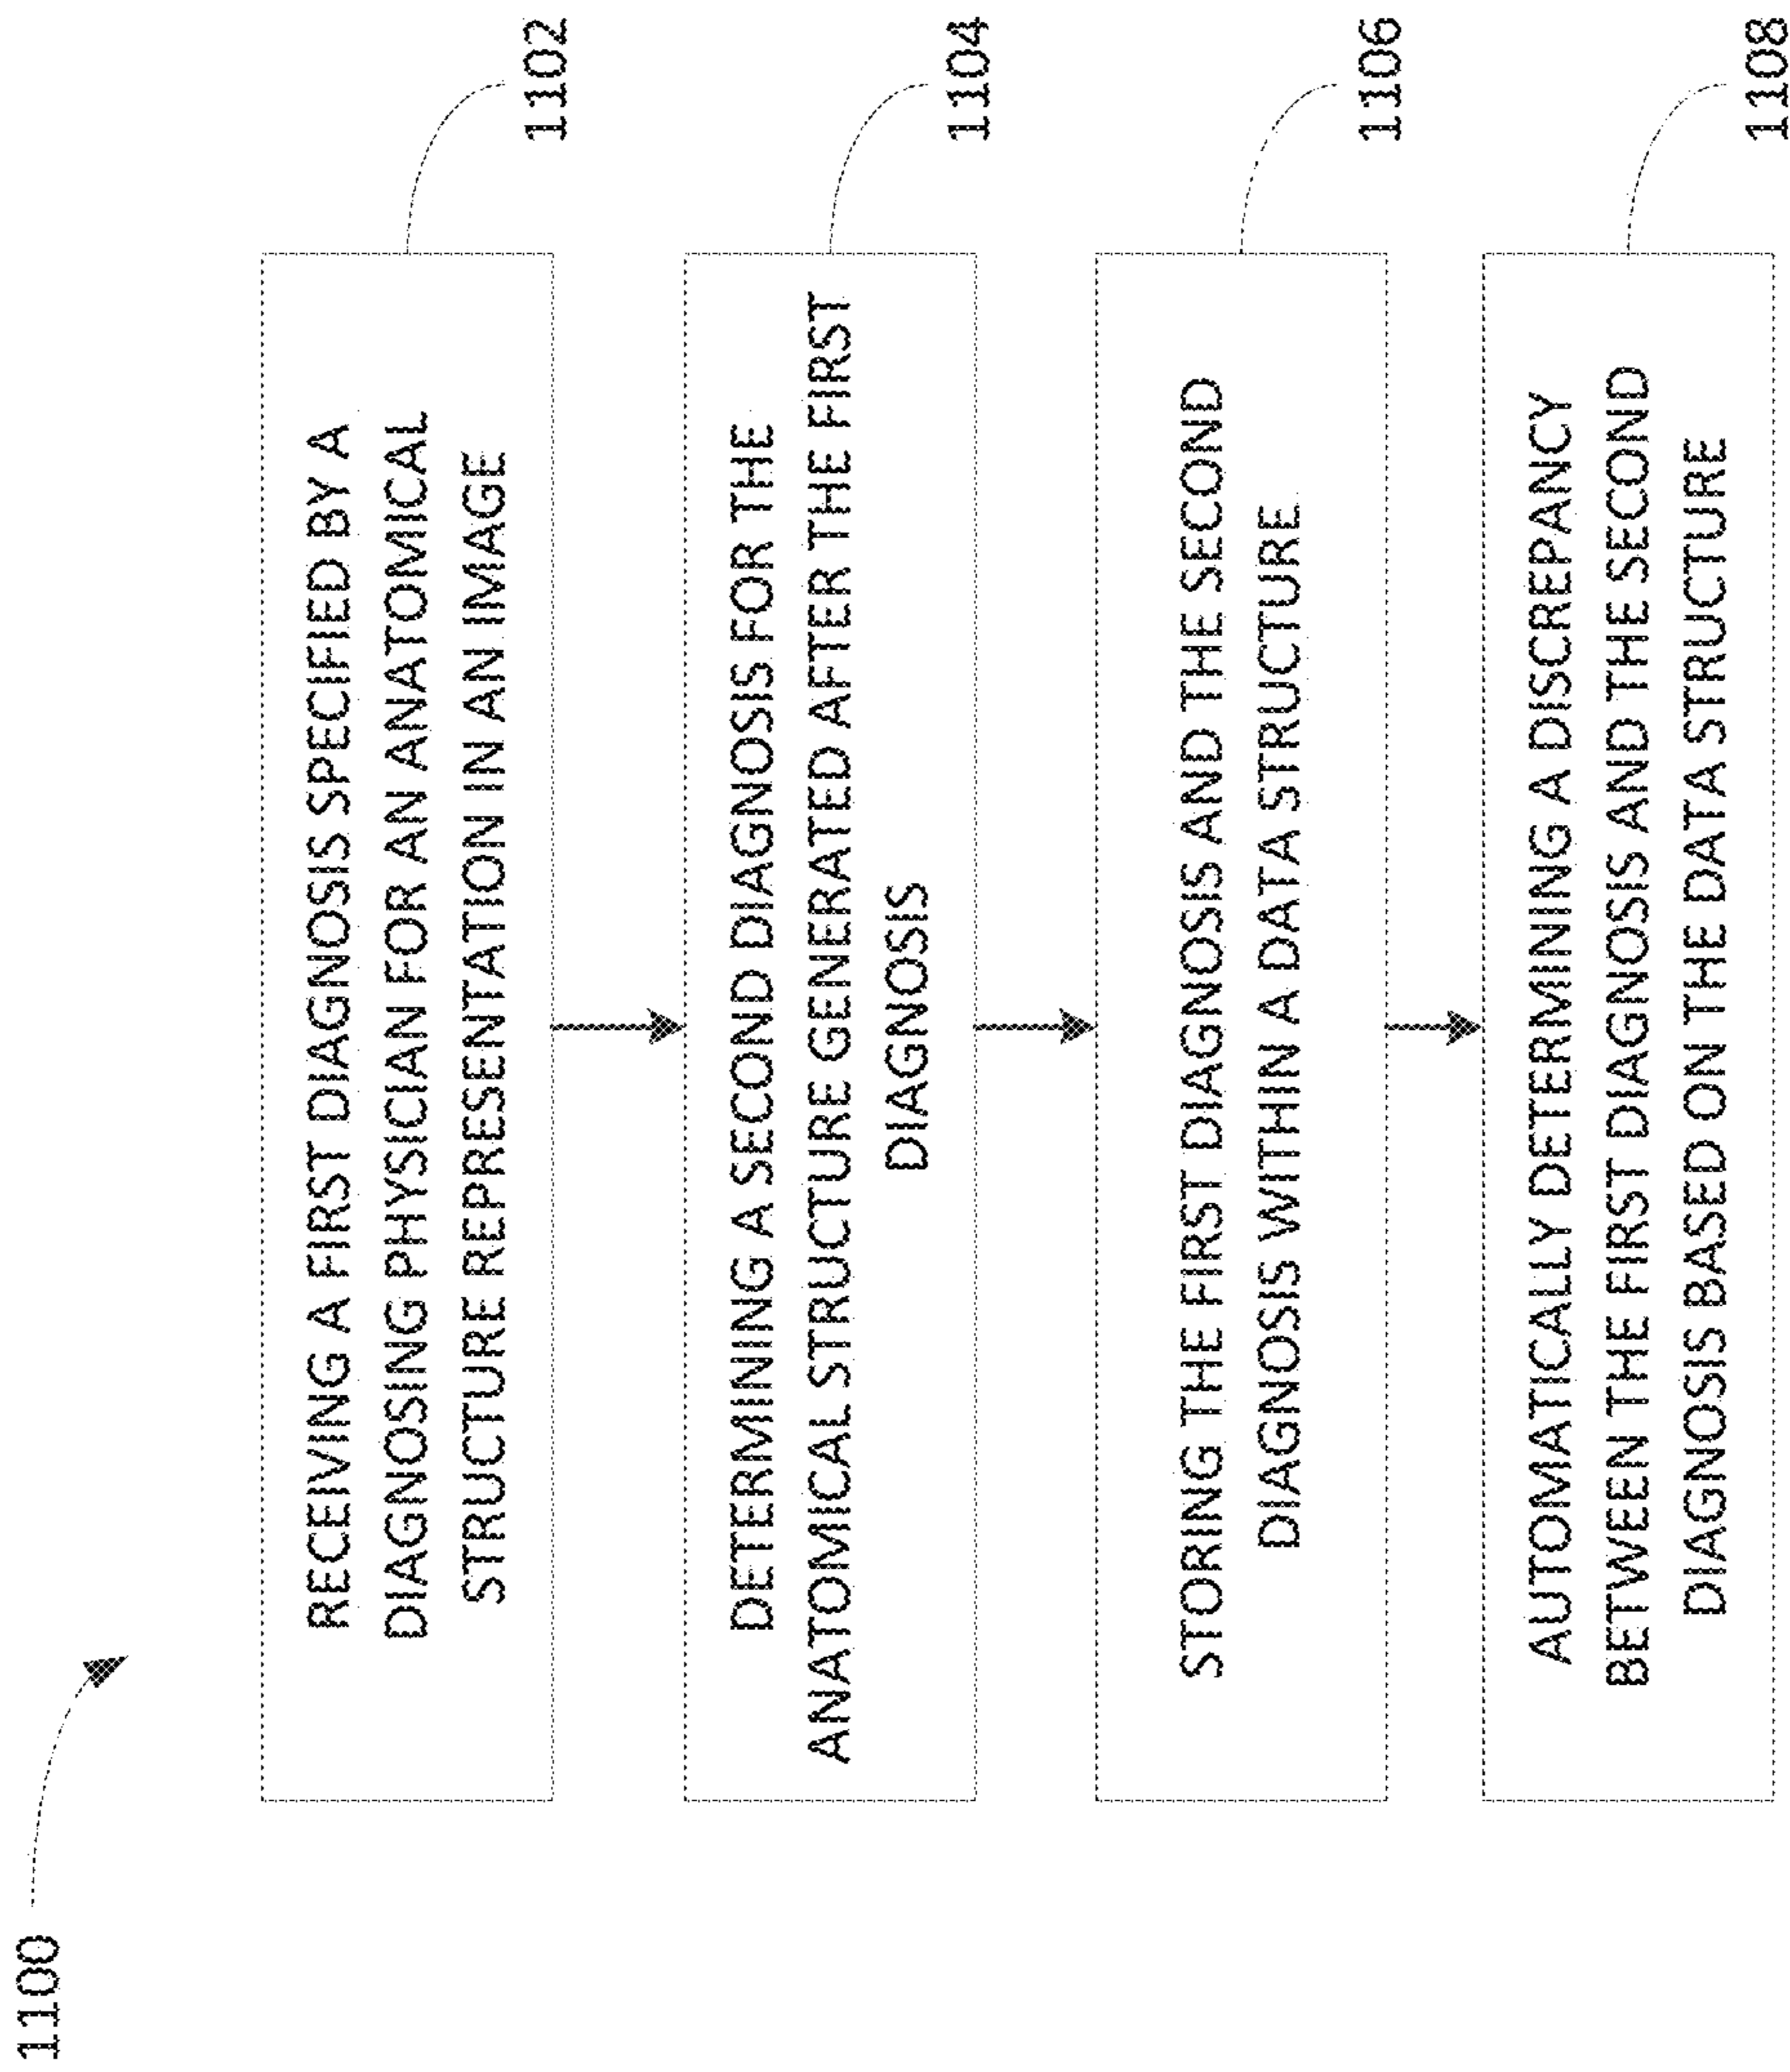 1100
RECEIVING A FIRST DIAGNOSIS SPECIFIED BY A
DIAGNOSING PHYSICIAN FOR AN ANATOMICAL
STRUCTURE REPRESENTATION IN AN IMAGE
1102
DETERMINING A SECOND DIAGNOSIS FOR THE
ANATOMICAL STRUCTURE GENERATED AFTER THE FIRST
DIAGNOSIS
1104
STORING THE FIRST DIAGNOSIS AND THE SECOND
DIAGNOSIS WITHIN A DATA STRUCTURE
1106
AUTOMATICALLY DETERMINING A DISCREPANCY
BETWEEN THE FIRST DIAGNOSIS AND THE SECOND
DIAGNOSIS BASED ON THE DATA STRUCTURE
1108